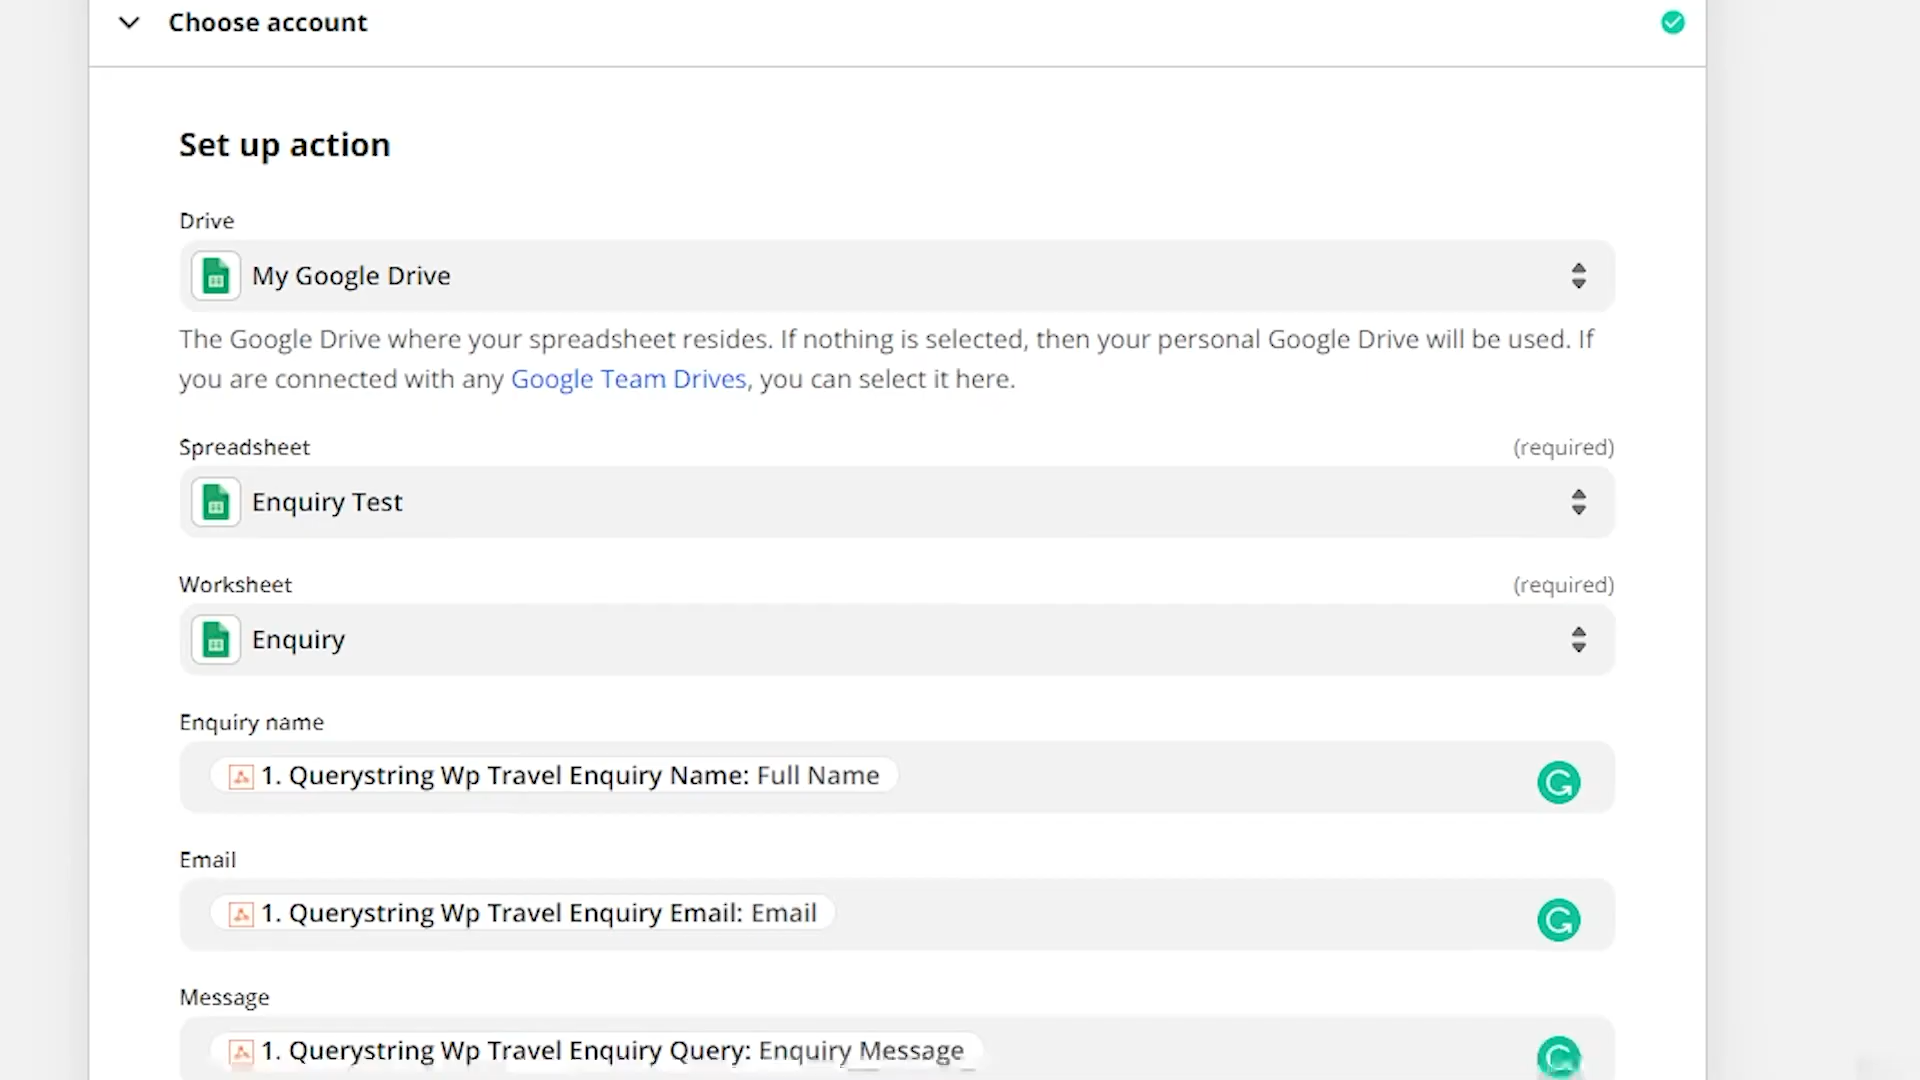 Choose account
Set up action
Drive
My Google Drive
The Google Drive where your spreadsheet resides. If nothing is selected, then your personal Google Drive will be used. If
you are connected with any Google Team Drives, you can select it here.
Spreadsheet (required)
Enquiry Test
Worksheet (required)
Enquiry
Enquiry name
1. Querystring Wp Travel Enquiry Name: Full Name
Email
1. Querystring Wp Travel Enquiry Email: Email
Message
1. Querystring Wp Travel Enquiry Query: Enquiry Message